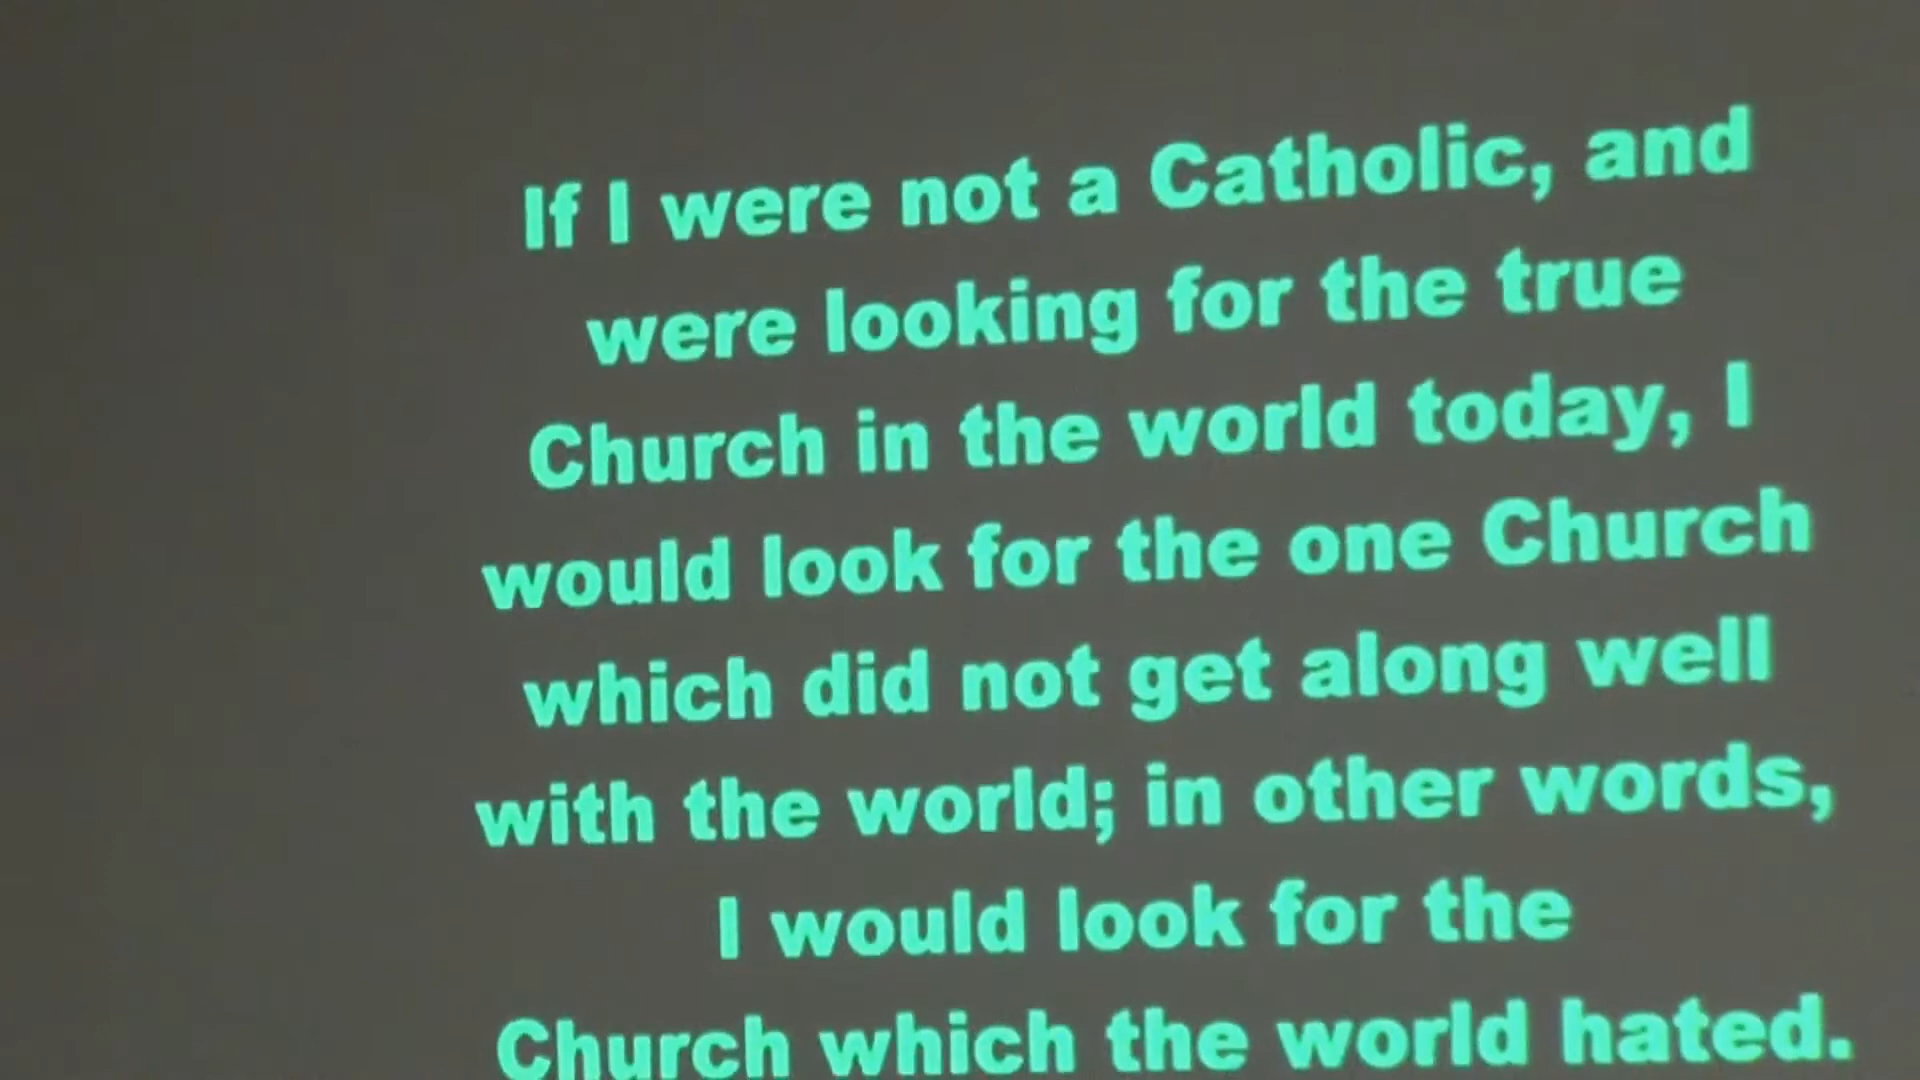 If I were not a Catholic, and
were looking for the true
Church in the world today, I
would look for the one Church
which did not get along well
with the world; in other words,
I would look for the
Church which the world hated.